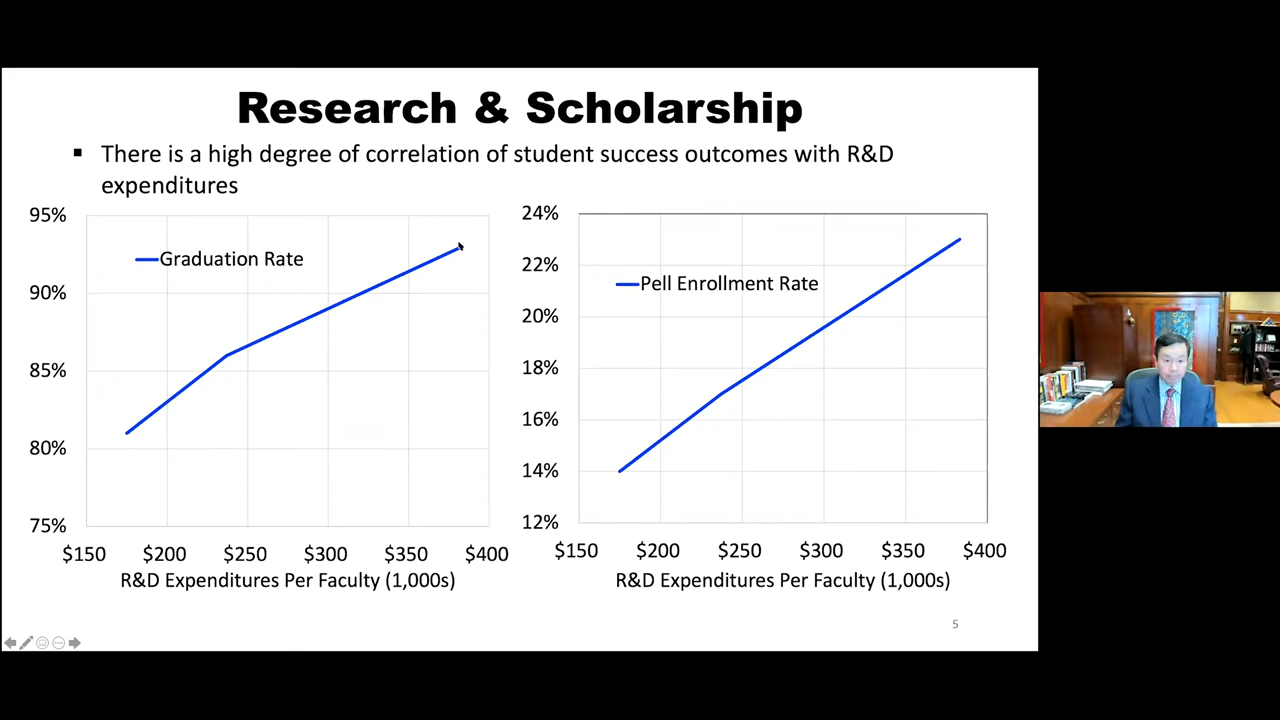 Research & Scholarship
▪ There is a high degree of correlation of student success outcomes with R&D
expenditures
95%
90%
85%
80%
75%
Graduation Rate
$150 $200 $250 $300 $350 $400
R&D Expenditures Per Faculty (1,000s)
24%
22%
20%
18%
16%
14%
12%
Pell Enrollment Rate
$150 $200 $250 $300 $350 $400
R&D Expenditures Per Faculty (1,000s)
5